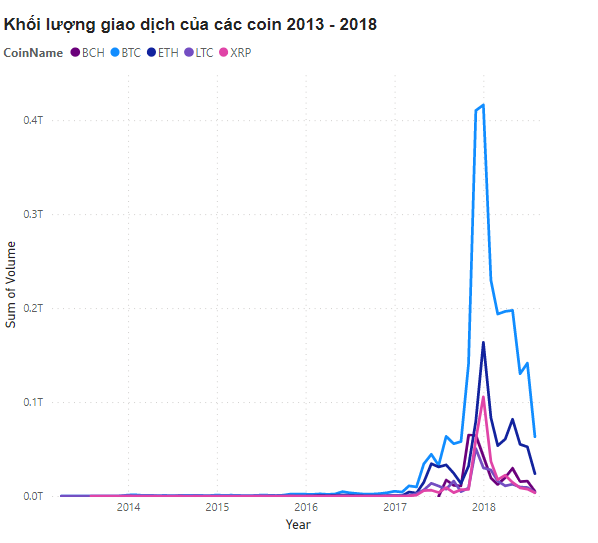 Khối lượng giao dịch của các coin 2013 - 2018
CoinName BCH BTC ETH LTC XRP
0.4T
0.3T
0.2T
0.1T
0.0T
Sum of Volume
2014 2015 2016 2017 2018
Year